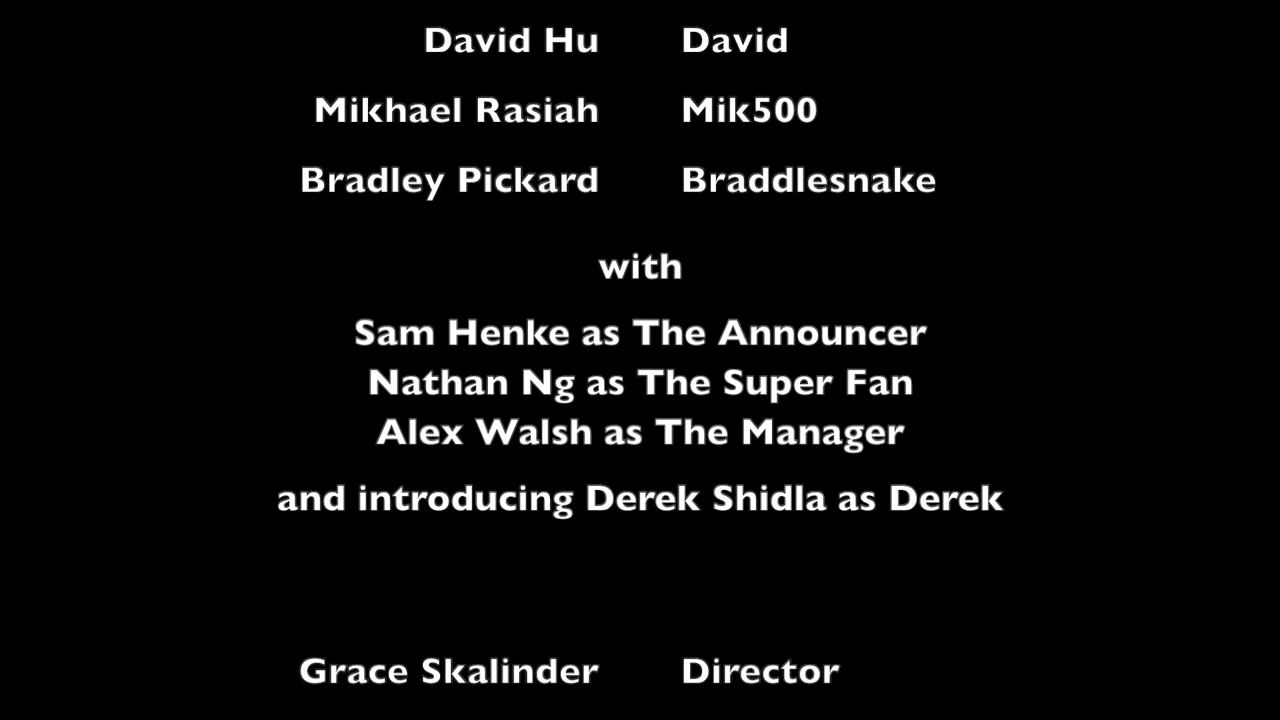 David Hu David
Mikhael Rasiah Mik500
Bradley Pickard Braddlesnake
with
Sam Henke as The Announcer
Nathan Ng as The Super Fan
Alex Walsh as The Manager
and introducing Derek Shidla as Derek
Grace Skalinder Director